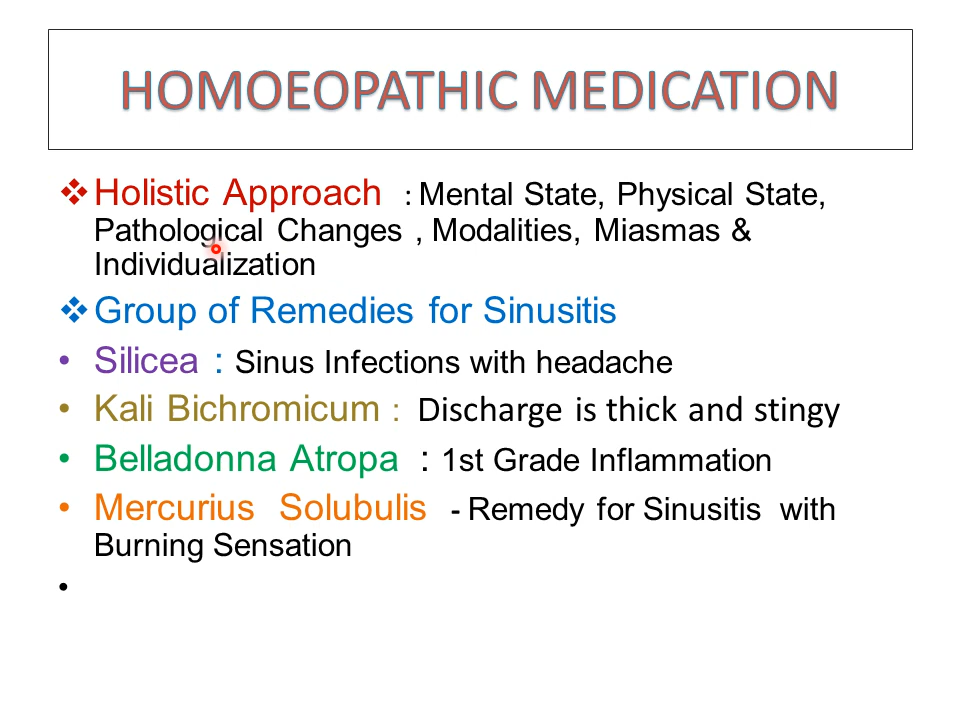 HOMOEOPATHIC MEDICATION
❖ Holistic Approach : Mental State, Physical State,
Pathological Changes , Modalities, Miasmas &
Individualization
❖ Group of Remedies for Sinusitis
• Silicea : Sinus Infections with headache
• Kali Bichromicum : Discharge is thick and stingy
• Belladonna Atropa : 1st Grade Inflammation
• Mercurius Solubulis - Remedy for Sinusitis with
Burning Sensation
•